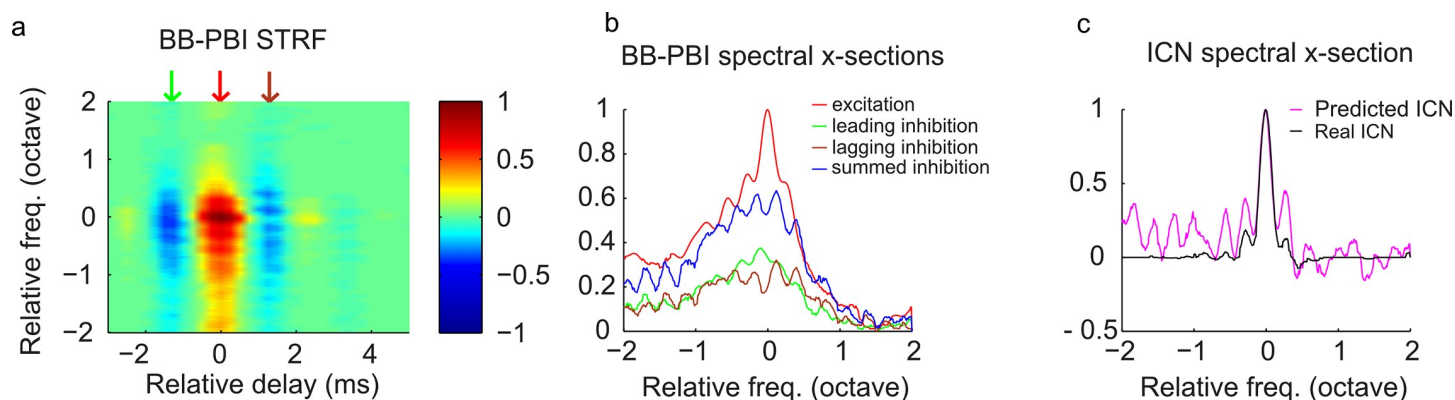 a
BB-PBI STRF
Relative freq. (octave)
2
1
0
−1
−2
−2 0 2 4
Relative delay (ms)
1
0.5
0
−0.5
−1
b
BB-PBI spectral x-sections
excitation
leading inhibition
lagging inhibition
summed inhibition
1
0.8
0.6
0.4
0.2
0
−2 −1 0 1 2
Relative freq. (octave)
c
ICN spectral x-section
Predicted ICN
Real ICN
1
0.5
0
- 0.5
−2 −1 0 1 2
Relative freq. (octave)